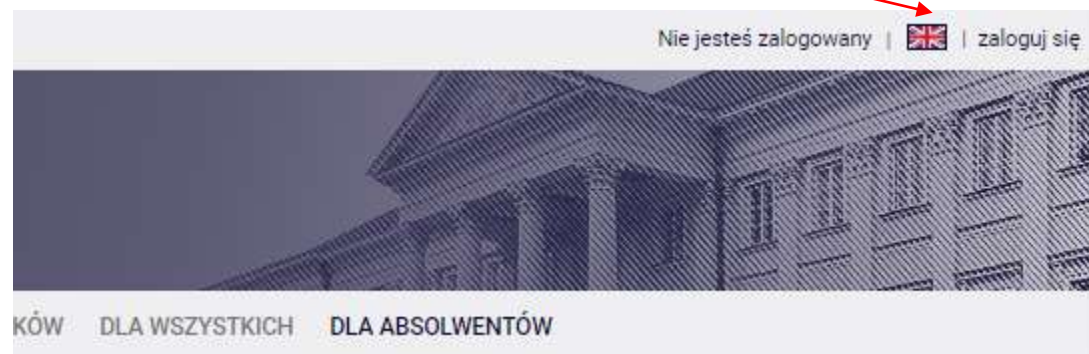 Nie jesteś zalogowany | | zaloguj się
KÓW DLA WSZYSTKICH DLA ABSOLWENTÓW